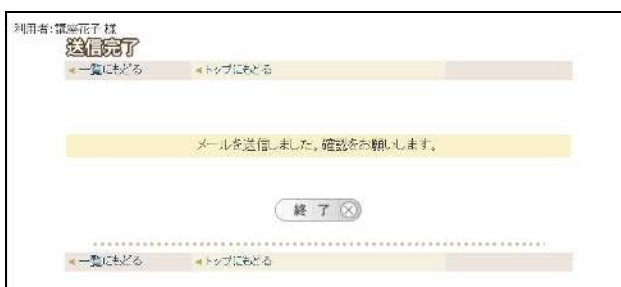 利用者:講座花子 様
送信完了
一覧にもどる
トップにもどる
メールを送信しました。確認をお願いします。
終了
一覧にもどる
トップにもどる